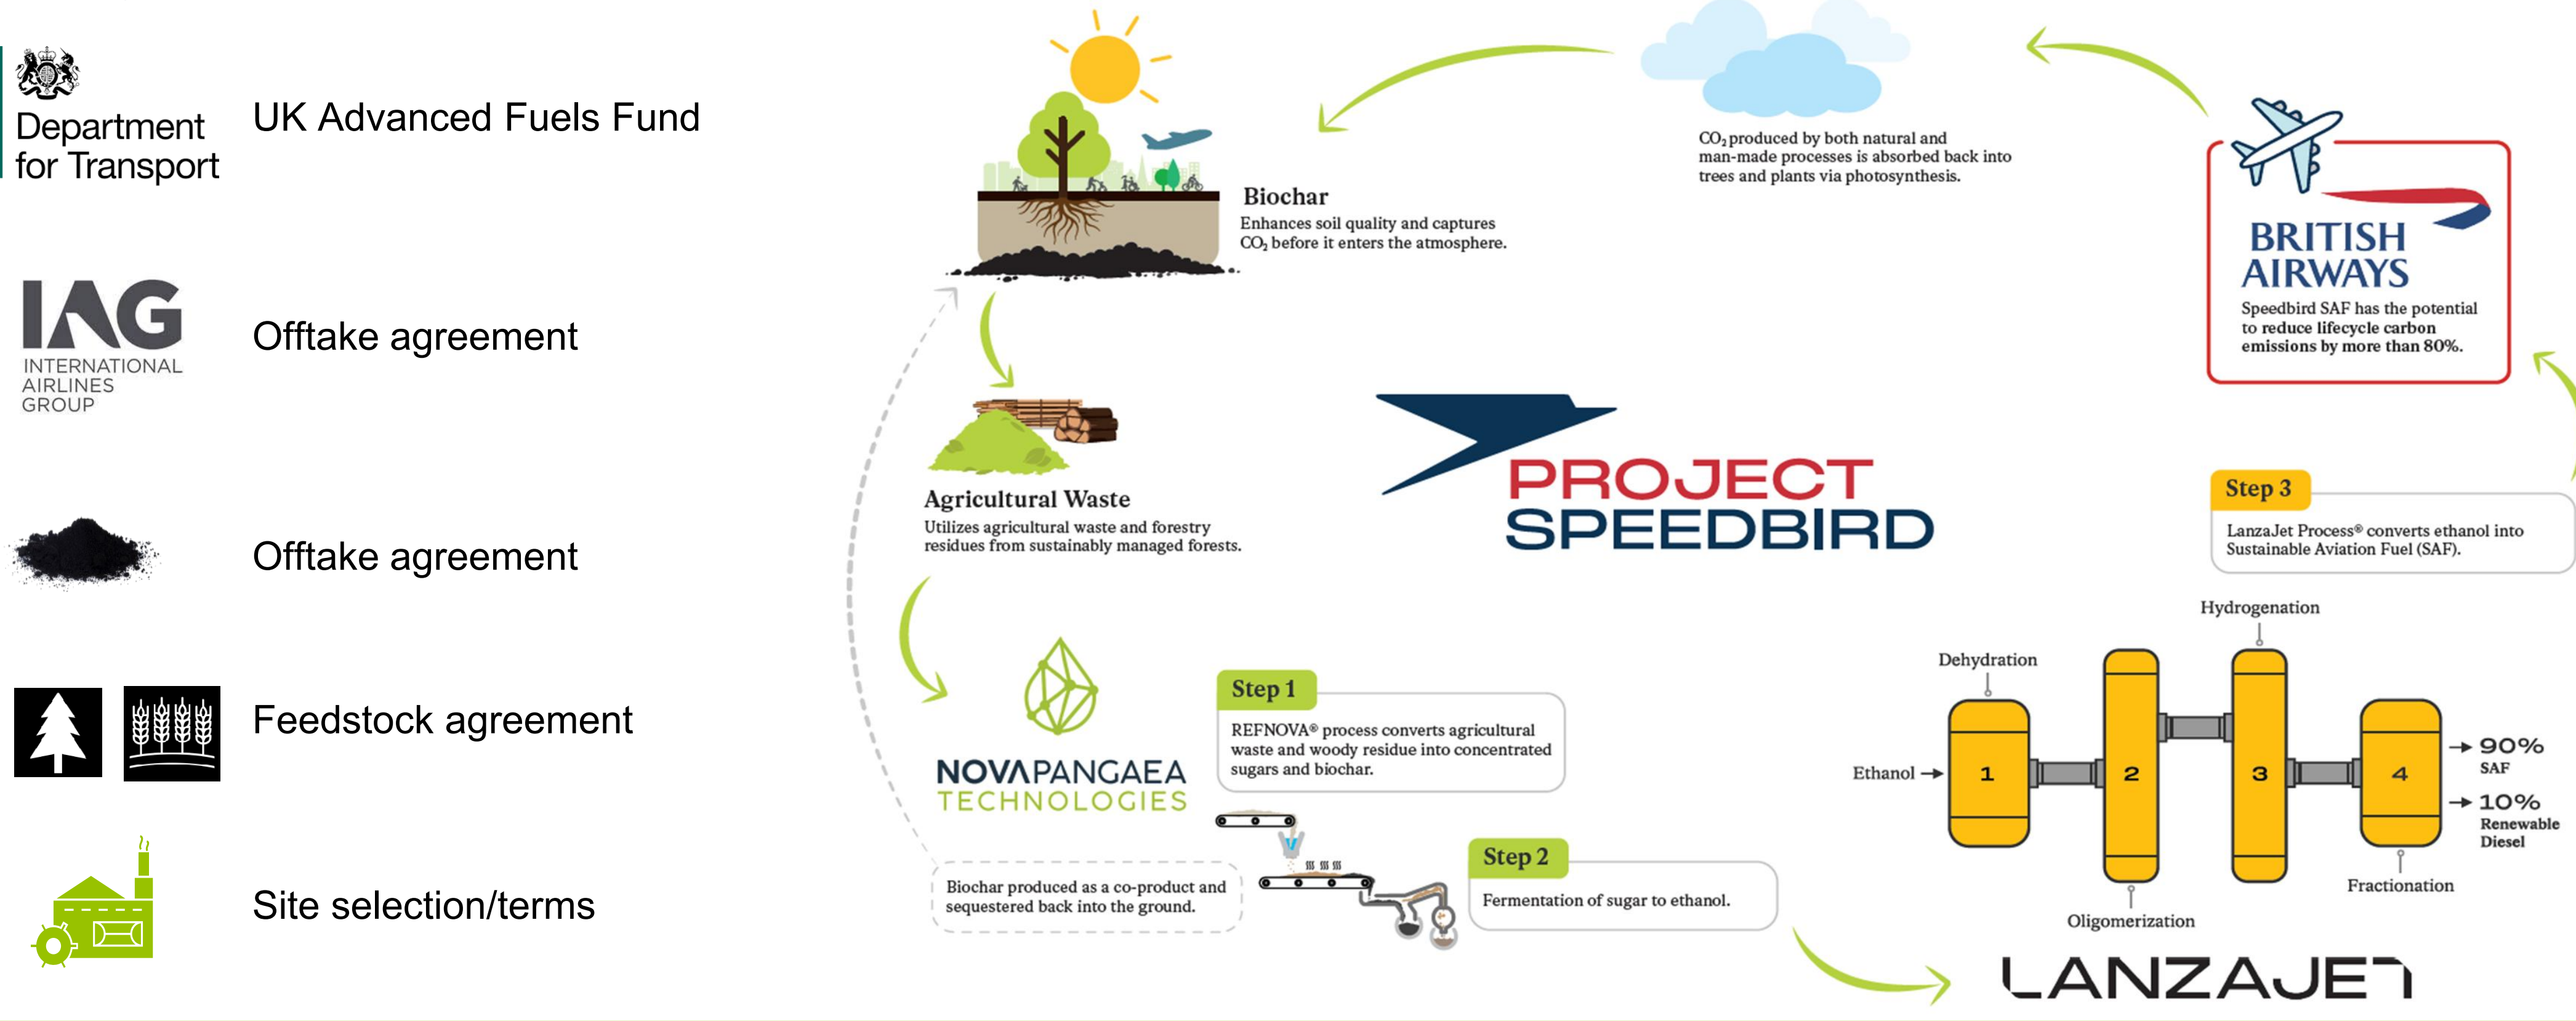 Department
for Transport
UK Advanced Fuels Fund
IAG
INTERNATIONAL
AIRLINES
GROUP
Offtake agreement
Offtake agreement
Feedstock agreement
Site selection/terms
Biochar
Enhances soil quality and captures
CO₂ before it enters the atmosphere.
CO₂ produced by both natural and
man-made processes is absorbed back into
trees and plants via photosynthesis.
BRITISH
AIRWAYS
Speedbird SAF has the potential
to reduce lifecycle carbon
emissions by more than 80%.
Agricultural Waste
Utilizes agricultural waste and forestry
residues from sustainably managed forests.
PROJECT
SPEEDBIRD
NOVAPANGAEA
TECHNOLOGIES
Step 1
REFNOVA® process converts agricultural
waste and woody residue into concentrated
sugars and biochar.
Biochar produced as a co-product and
sequestered back into the ground.
Step 2
Fermentation of sugar to ethanol.
Step 3
LanzaJet Process® converts ethanol into
Sustainable Aviation Fuel (SAF).
Hydrogenation
Dehydration
Ethanol
1
2
3
4
90%
SAF
10%
Renewable
Diesel
Fractionation
Oligomerization
LANZAJET